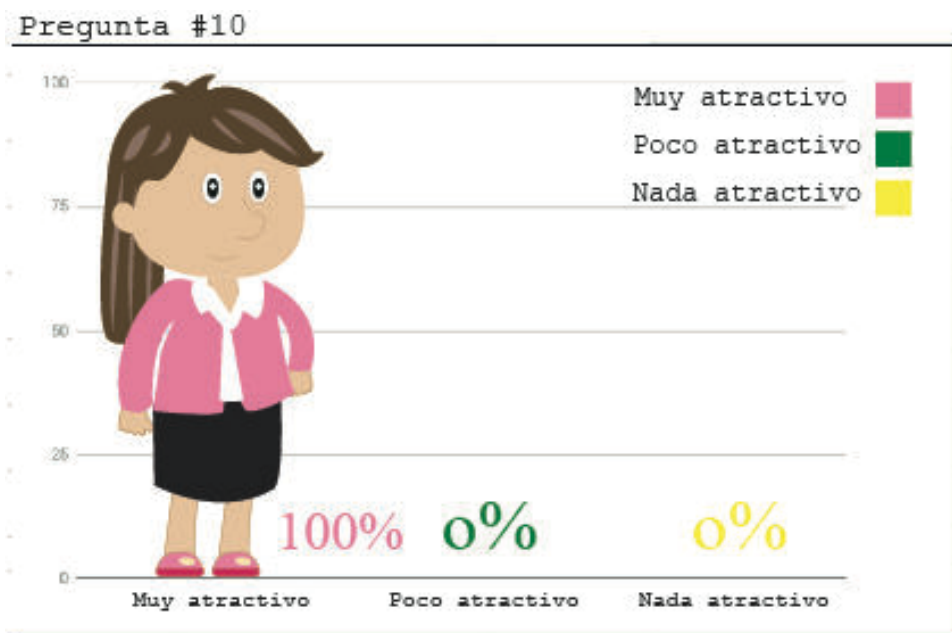 Pregunta #10
100
Muy atractivo
Poco atractivo
Nada atractivo
75
50
25
100% 0% 0%
0
Muy atractivo Poco atractivo Nada atractivo